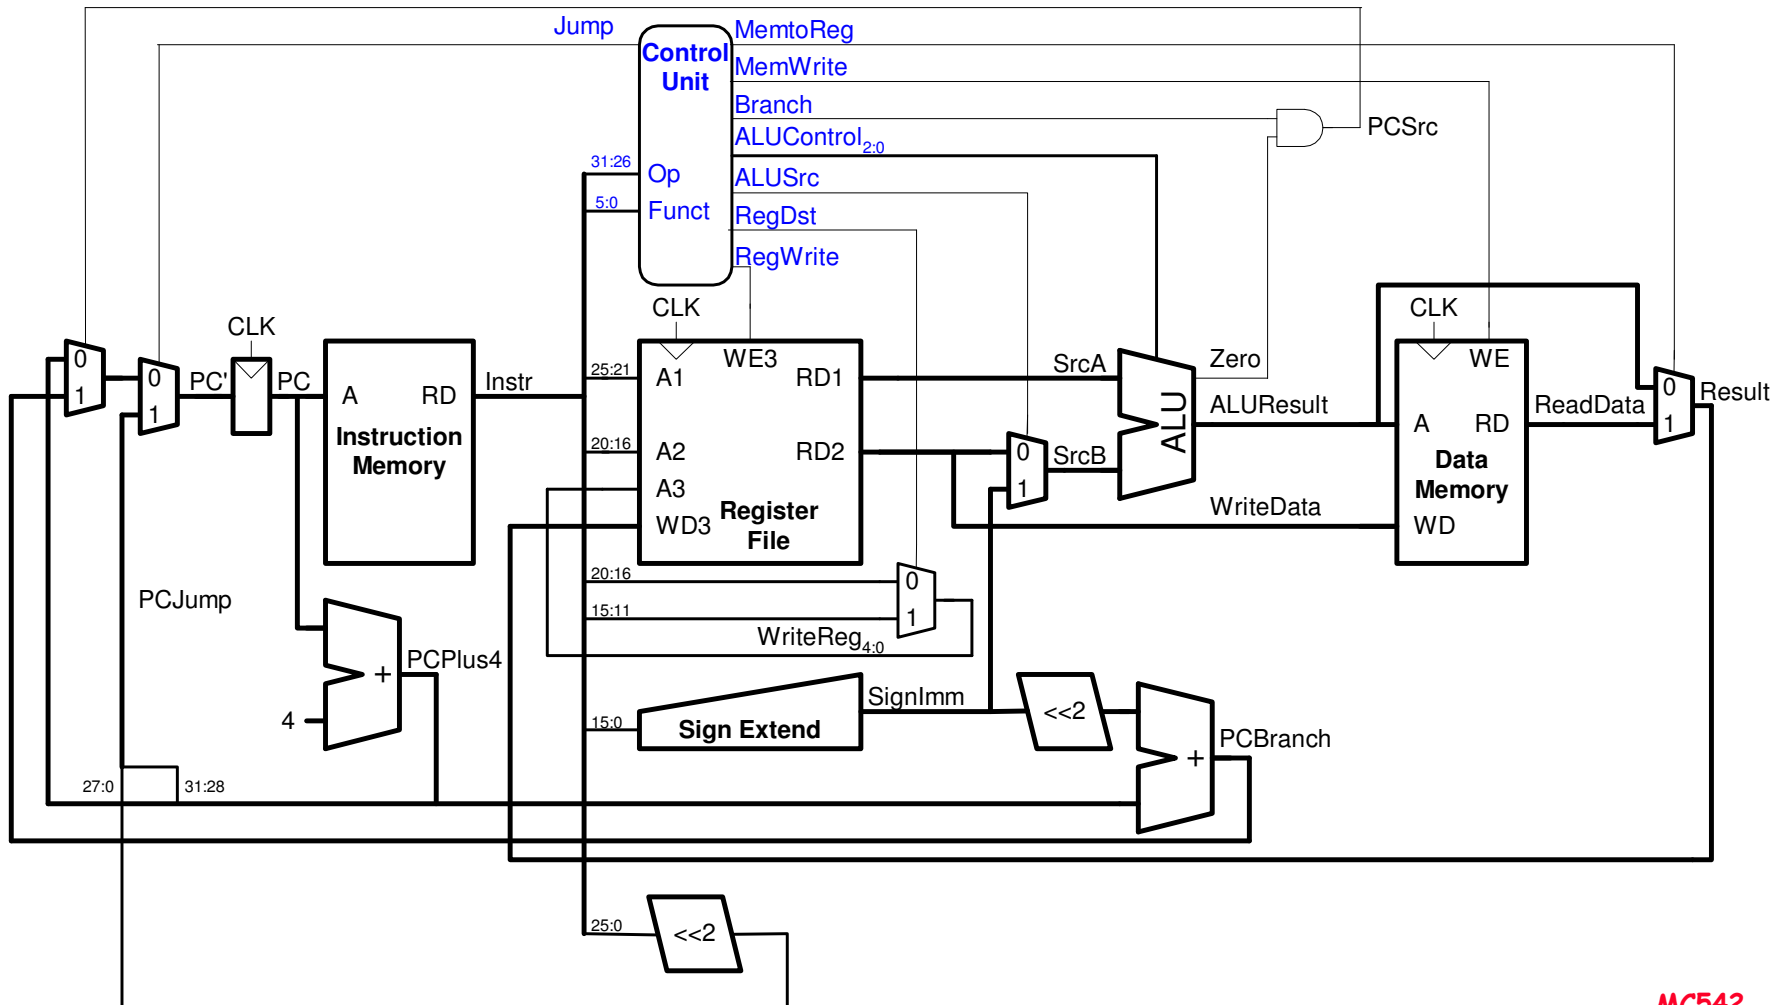 Jump
MemtoReg
Control
Unit
MemWrite
Branch
PCSrc
ALUControl2:0
31:26
Op
ALUSrc
5:0
Funct
RegDst
RegWrite
CLK
CLK
CLK
0
1
0
1
PC'
PC
A
RD
Instruction
Memory
Instr
25:21
A1
WE3
RD1
20:16
A2
RD2
A3
WD3
Register
File
SrcA
0
1
SrcB
ALU
Zero
ALUResult
WE
A
RD
Data
Memory
WD
ReadData
0
1
Result
WriteData
20:16
0
15:11
1
WriteReg4:0
PCJump
+
PCPlus4
4
15:0
Sign Extend
SignImm
<<2
+
PCBranch
27:0
31:28
25:0
<<2
MC542